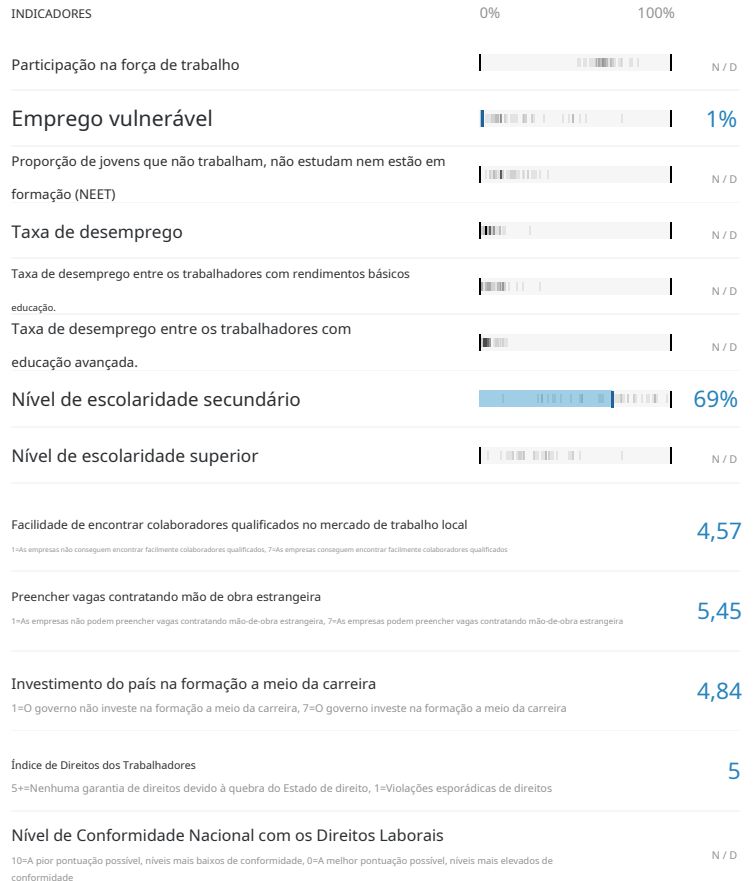 INDICADORES 0% 100%
Participação na força de trabalho N / D
Emprego vulnerável 1%
Proporção de jovens que não trabalham, não estudam nem estão em
formação (NEET) N / D
Taxa de desemprego N / D
Taxa de desemprego entre os trabalhadores com rendimentos básicos
educação. N / D
Taxa de desemprego entre os trabalhadores com
educação avançada. N / D
Nível de escolaridade secundário 69%
Nível de escolaridade superior N / D
Facilidade de encontrar colaboradores qualificados no mercado de trabalho local 4,57
1=As empresas não conseguem encontrar facilmente colaboradores qualificados, 7=As empresas conseguem encontrar facilmente colaboradores qualificados
Preencher vagas contratando mão de obra estrangeira 5,45
1=As empresas não podem preencher vagas contratando mão-de-obra estrangeira, 7=As empresas podem preencher vagas contratando mão-de-obra estrangeira
Investimento do país na formação a meio da carreira 4,84
1=O governo não investe na formação a meio da carreira, 7=O governo investe na formação a meio da carreira
Índice de Direitos dos Trabalhadores 5
5+=Nenhuma garantia de direitos devido à quebra do Estado de direito, 1=Violações esporádicas de direitos
Nível de Conformidade Nacional com os Direitos Laborais N / D
10=A pior pontuação possível, níveis mais baixos de conformidade, 0=A melhor pontuação possível, níveis mais elevados de
conformidade